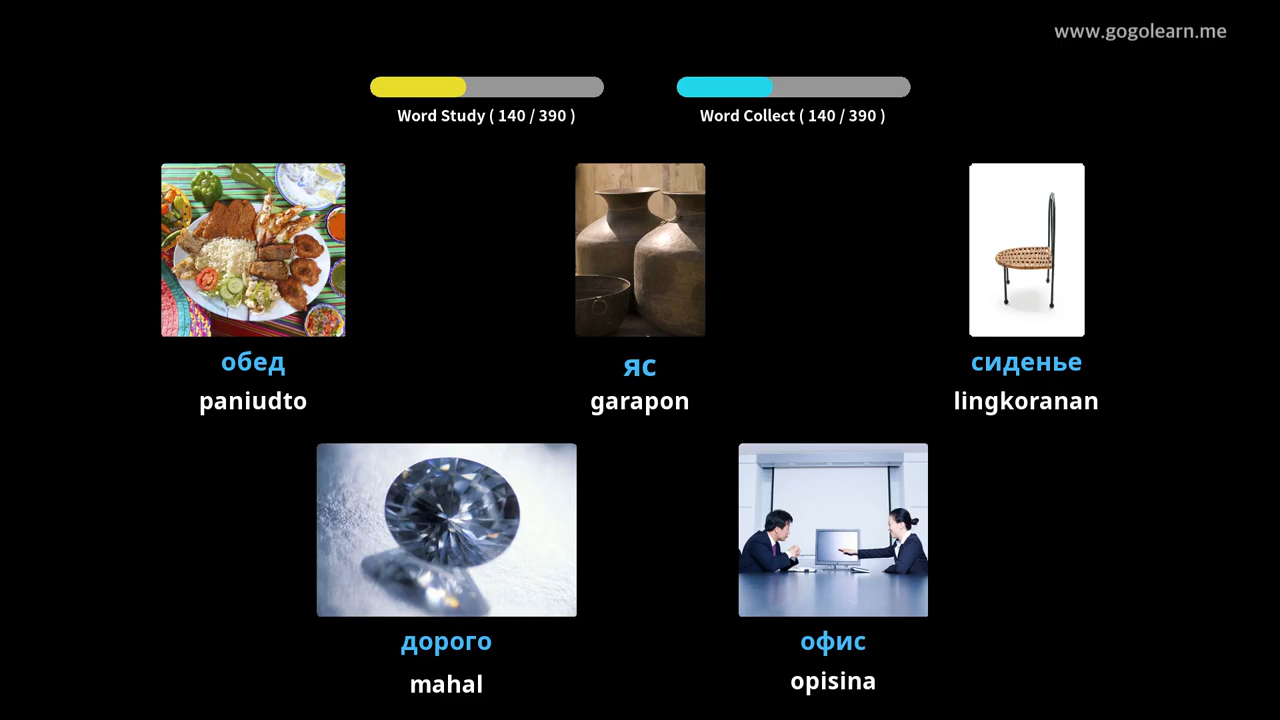 www.gogolearn.me
Word Study ( 140 / 390 )
Word Collect ( 140 / 390 )
обед
paniudto
яс
garapon
сиденье
lingkoranan
дорого
mahal
офис
opisina